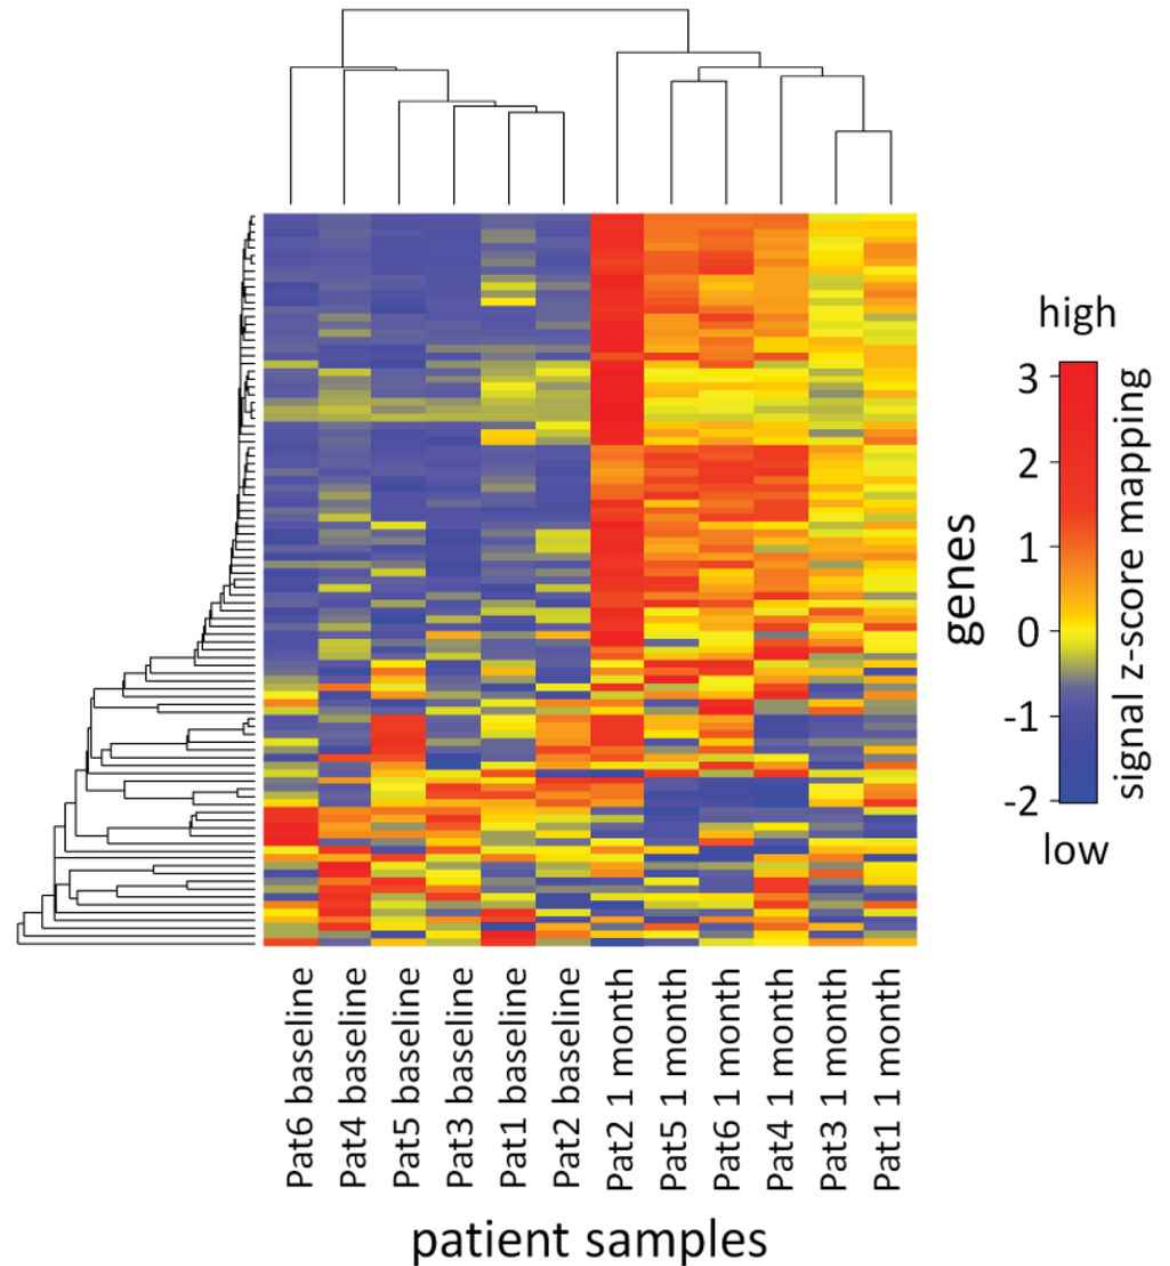 high
3
2
1
0
-1
-2
low
signal z-score mapping
genes
Pat6 baseline
Pat4 baseline
Pat5 baseline
Pat3 baseline
Pat1 baseline
Pat2 baseline
Pat2 1 month
Pat5 1 month
Pat6 1 month
Pat4 1 month
Pat3 1 month
Pat1 1 month
patient samples